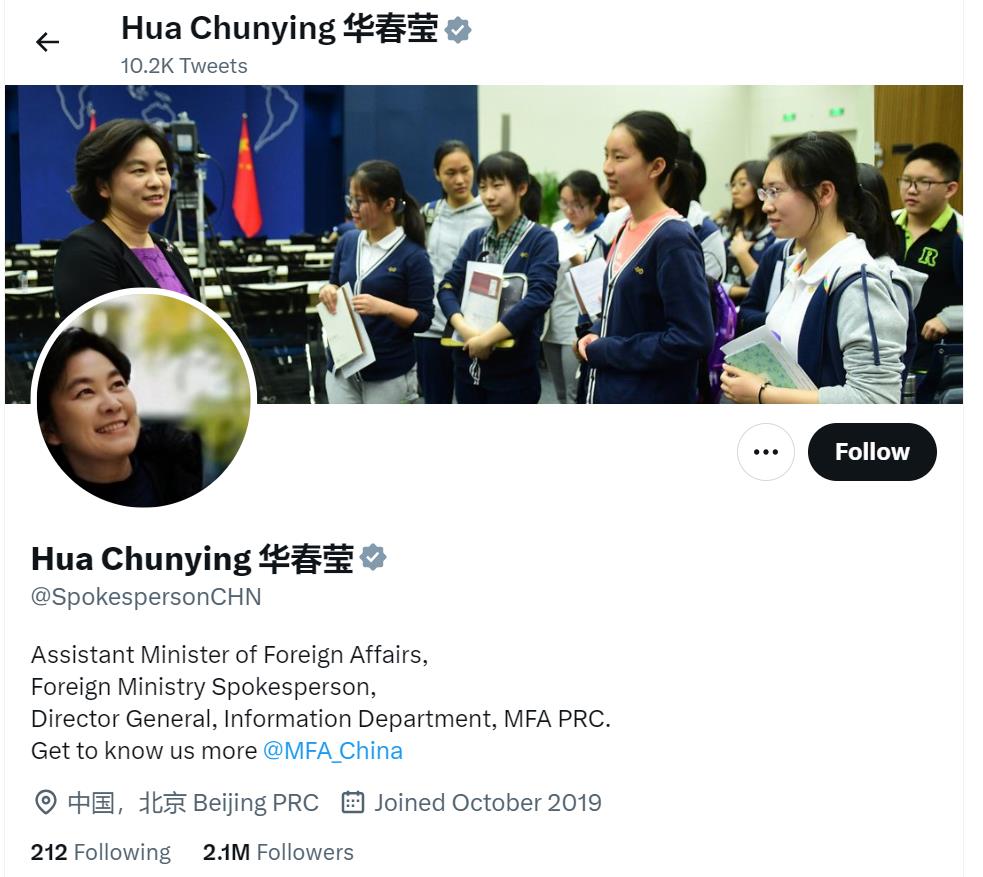 Hua Chunying 华春莹
10.2K Tweets
R
Follow
Hua Chunying 华春莹
@SpokespersonCHN
Assistant Minister of Foreign Affairs,
Foreign Ministry Spokesperson,
Director General, Information Department, MFA PRC.
Get to know us more @MFA_China
中国，北京 Beijing PRC Joined October 2019
212 Following 2.1M Followers